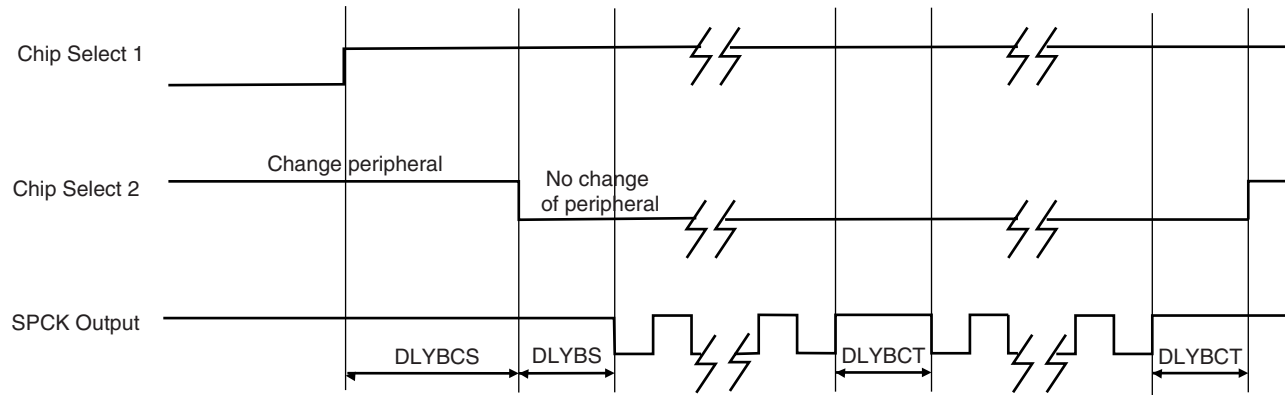 Chip Select 1
Change peripheral
Chip Select 2
No change
of peripheral
SPCK Output
DLYBCS
DLYBS
DLYBCT
DLYBCT